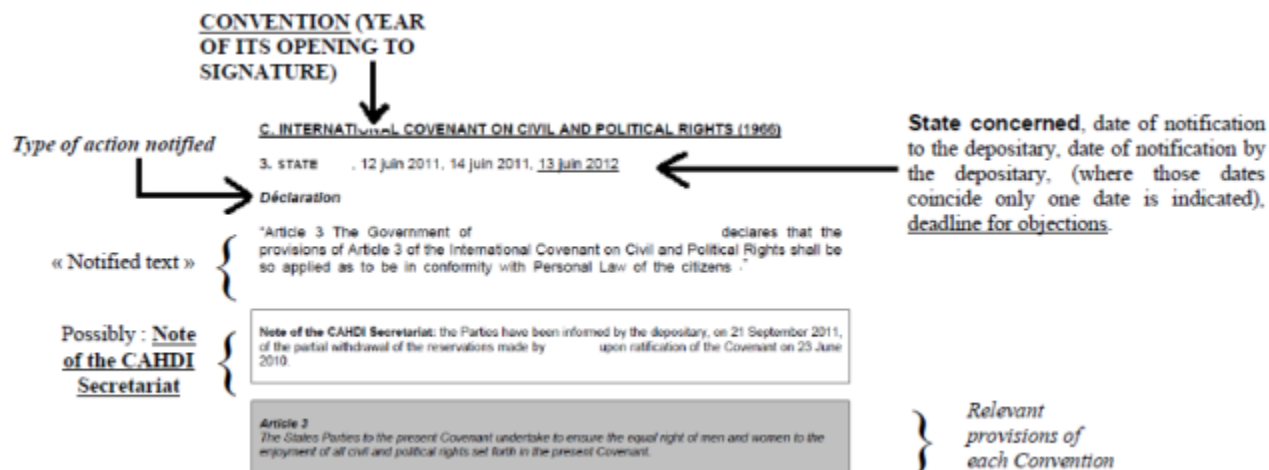 CONVENTION (YEAR
OF ITS OPENING TO
SIGNATURE)
Type of action notified
C. INTERNATIONAL COVENANT ON CIVIL AND POLITICAL RIGHTS (1966)
3. STATE , 12 juin 2011, 14 juin 2011, 13 juin 2012
Déclaration
State concerned, date of notification
to the depositary, date of notification by
the depositary, (where those dates
coincide only one date is indicated),
deadline for objections.
« Notified text »
"Article 3 The Government of declares that the
provisions of Article 3 of the International Covenant on Civil and Political Rights shall be
so applied as to be in conformity with Personal Law of the citizens ."
Possibly : Note
of the CAHDI
Secretariat
Note of the CAHDI Secretariat: the Parties have been informed by the depositary, on 21 September 2011,
of the partial withdrawal of the reservations made by upon ratification of the Covenant on 23 June
2010.
Article 3
The States Parties to the present Covenant undertake to ensure the equal right of men and women to the
enjoyment of all civil and political rights set forth in the present Covenant.
Relevant
provisions of
each Convention